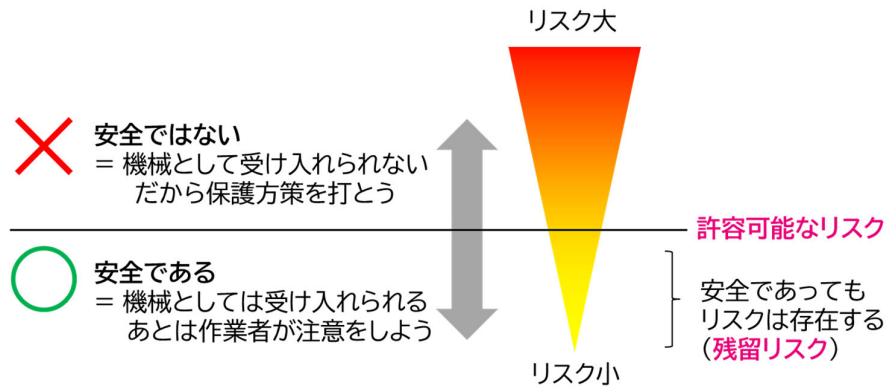 リスク大
安全ではない
= 機械として受け入れられない
だから保護方策を打とう
許容可能なリスク
安全である
= 機械としては受け入れられる
あとは作業者が注意をしよう
安全であっても
リスクは存在する
(残留リスク)
リスク小